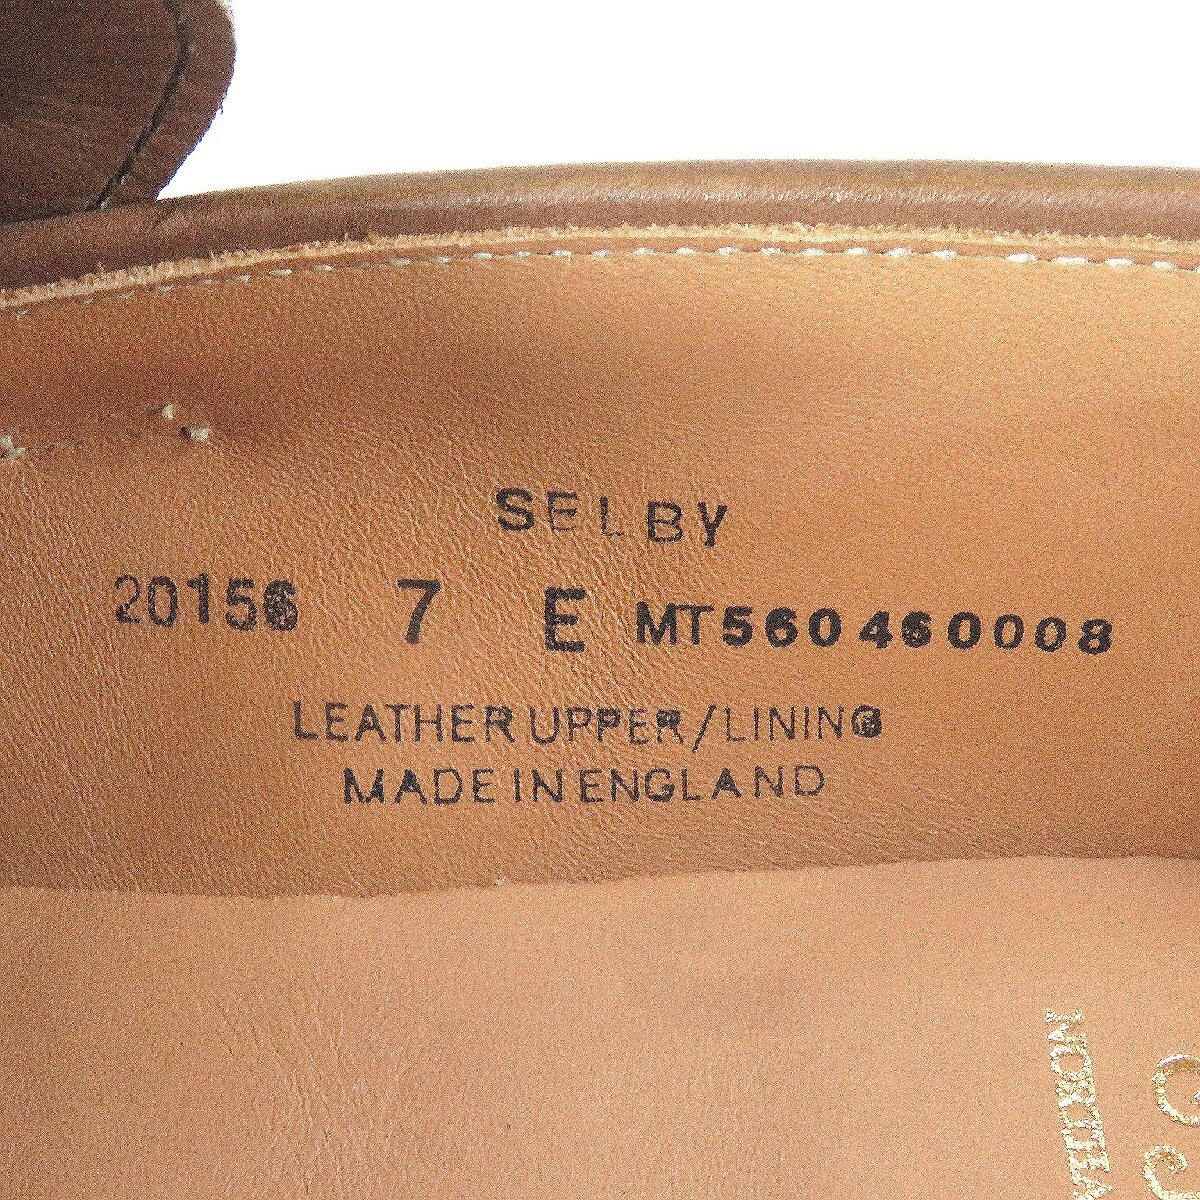 SELBY
20156 7 E MT560460008
LEATHER UPPER/LINING
MADE IN ENGLAND